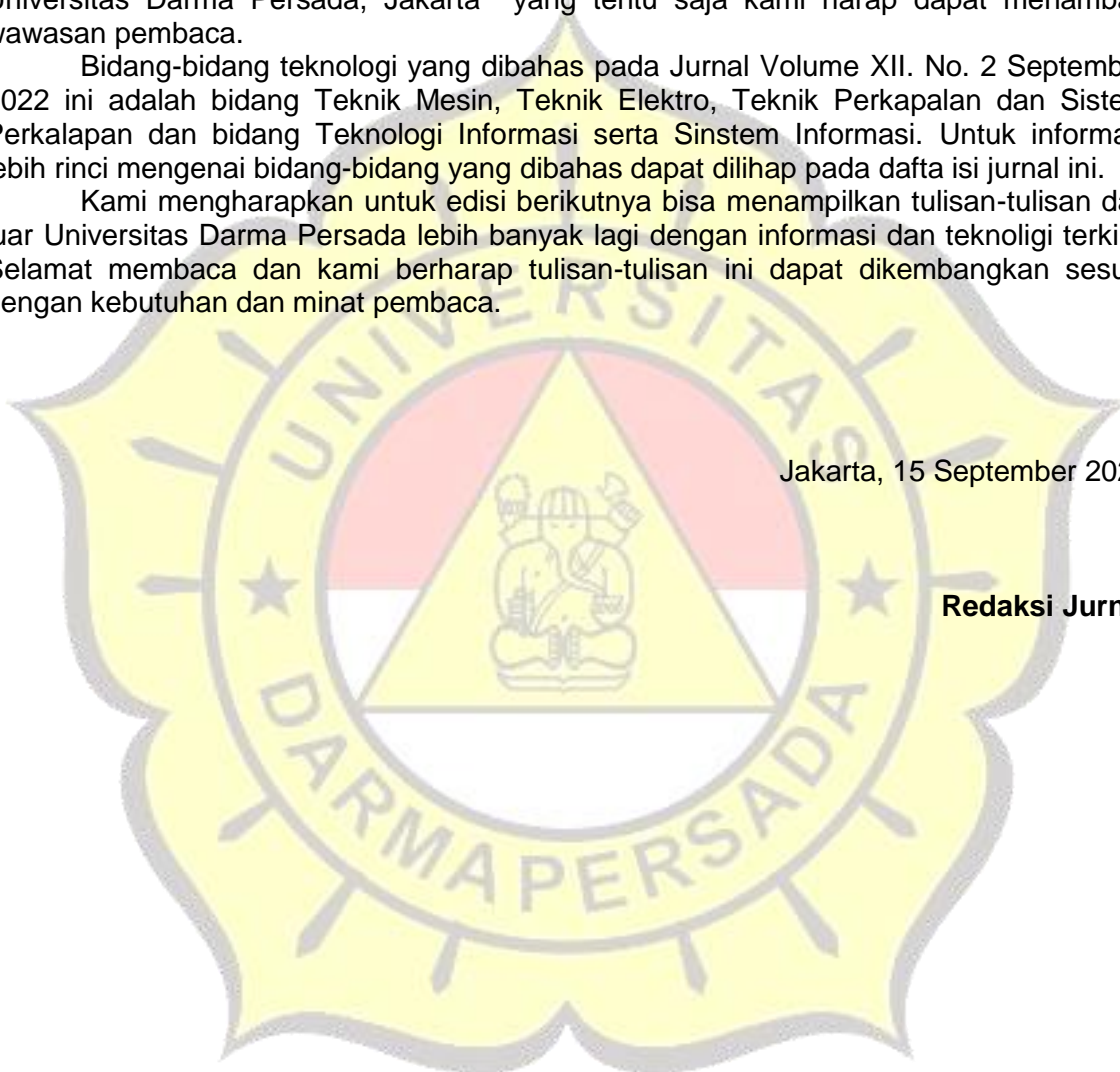 Universitas Darma Persada, Jakarta yang tentu saja kami harap dapat menamba
wawasan pembaca.
Bidang-bidang teknologi yang dibahas pada Jurnal Volume XII. No. 2 Septemb
2022 ini adalah bidang Teknik Mesin, Teknik Elektro, Teknik Perkapalan dan Siste
Perkalapan dan bidang Teknologi Informasi serta Sinstem Informasi. Untuk informa
lebih rinci mengenai bidang-bidang yang dibahas dapat dilihap pada dafta isi jurnal ini.
Kami mengharapkan untuk edisi berikutnya bisa menampilkan tulisan-tulisan da
luar Universitas Darma Persada lebih banyak lagi dengan informasi dan teknoligi terki
Selamat membaca dan kami berharap tulisan-tulisan ini dapat dikembangkan sesu
dengan kebutuhan dan minat pembaca.
Jakarta, 15 September 202
Redaksi Jurn
UNIVERSITAS
DARMA PERSADA